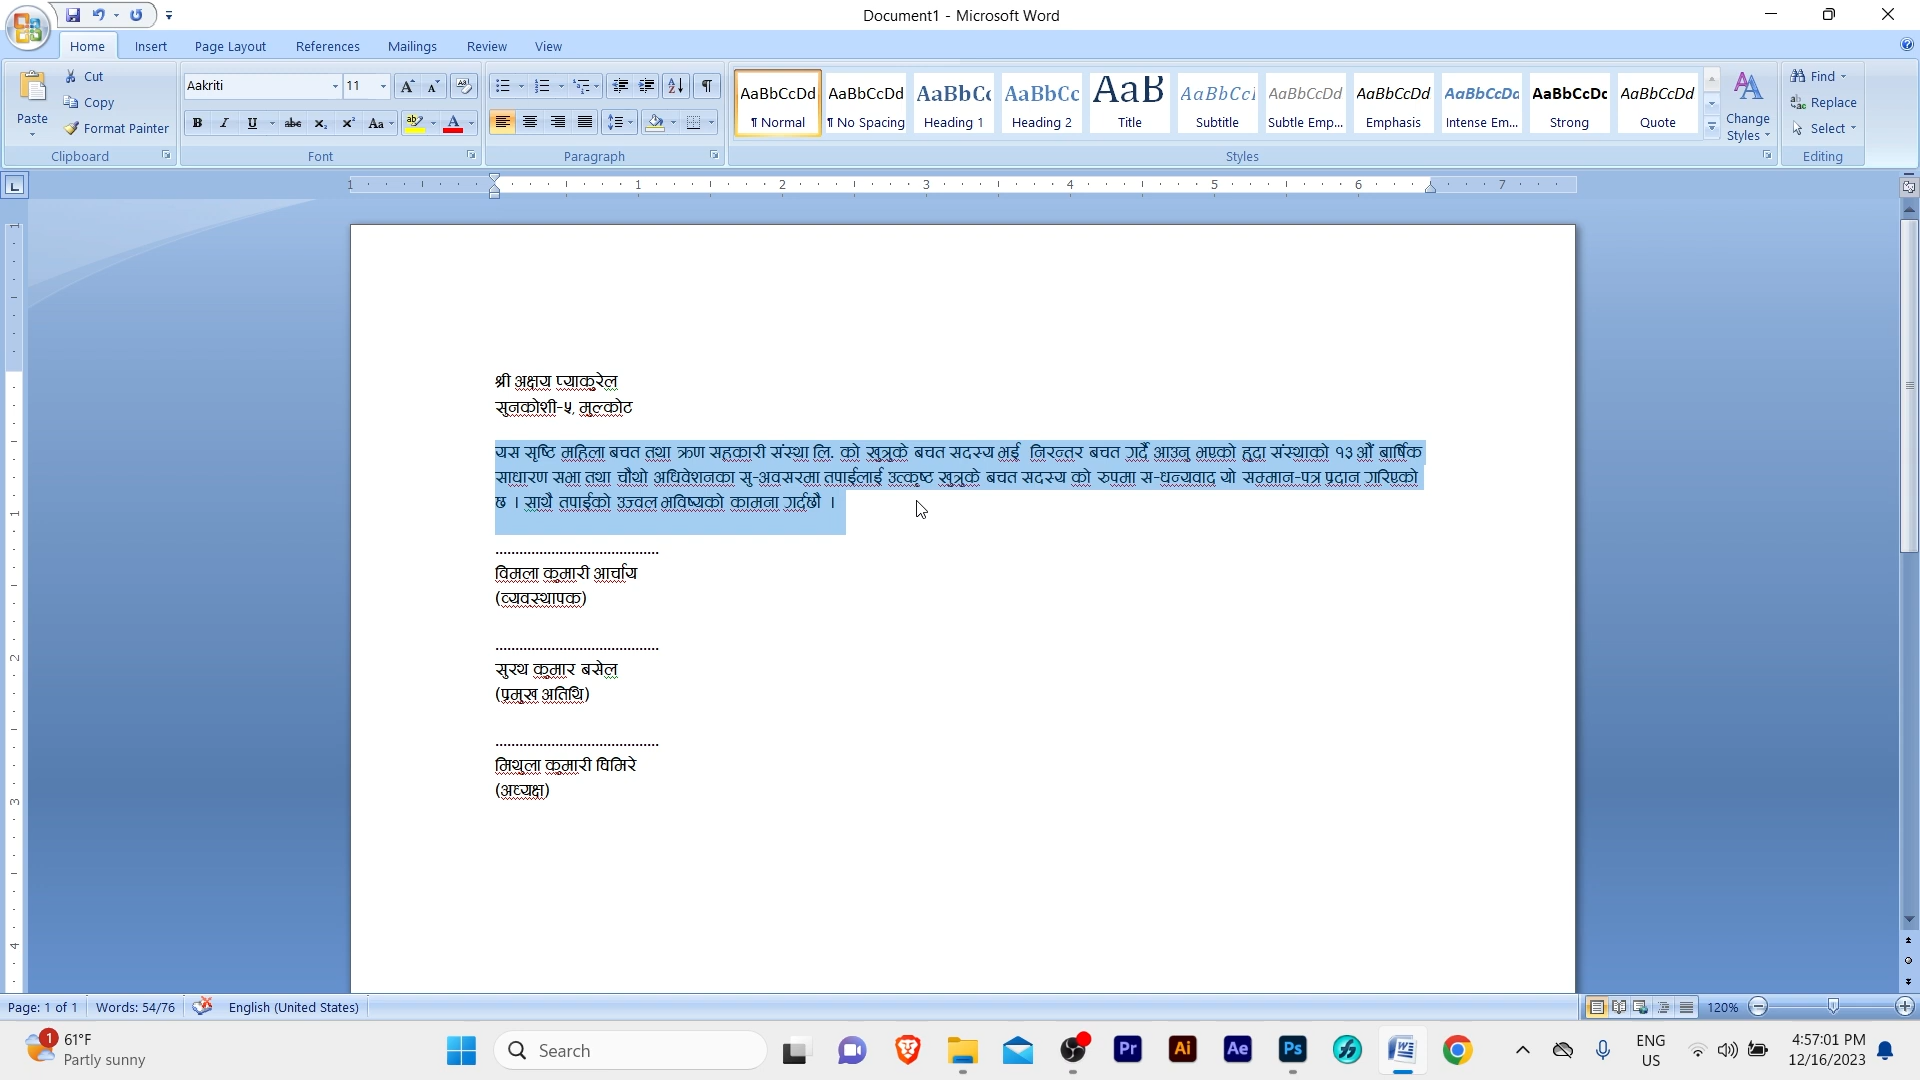 Document1 - Microsoft Word
Home Insert Page Layout References Mailings Review View
Paste Cut Copy Format Painter Clipboard
Aakriti 11 Font
Paragraph
AaBbCcDd ¶ Normal
AaBbCcDd ¶ No Spacing
AaBbCc Heading 1
AaBbCc Heading 2
AaB Title
AaBbCcI Subtitle
AaBbCcDd Subtle Emp...
AaBbCcDd Emphasis
AaBbCcDd Intense Em...
AaBbCcDc Strong
AaBbCcDd Quote
Change Styles
Styles
Find Replace Select Editing
श्री अक्षय प्याकुरेल
सुनकोशी-५, मुल्कोट
यस सृष्टि महिला बचत तथा ऋण सहकारी संस्था लि. को खुत्रुके बचत सदस्य भई निरन्तर बचत गर्दै आउनु भएको हुदा संस्थाको १३ औं बार्षिक
साधारण सभा तथा चौथो अधिवेशनका सु-अवसरमा तपाईलाई उत्कृष्ट खुत्रुके बचत सदस्य को रुपमा स-धन्यवाद यो सम्मान-पत्र प्रदान गरिएको
छ । साथै तपाईको उज्वल भविष्यको कामना गर्दछौ ।
.........................................
विमला कुमारी आर्चाय
(व्यवस्थापक)
.........................................
सुरथ कुमार बसेल
(प्रमुख अतिथि)
.........................................
मिथुला कुमारी घिमिरे
(अध्यक्ष)
Page: 1 of 1 Words: 54/76 English (United States) 120%
61°F Partly sunny
Search
Pr Ai Ae Ps
ENG US
4:57:01 PM
12/16/2023